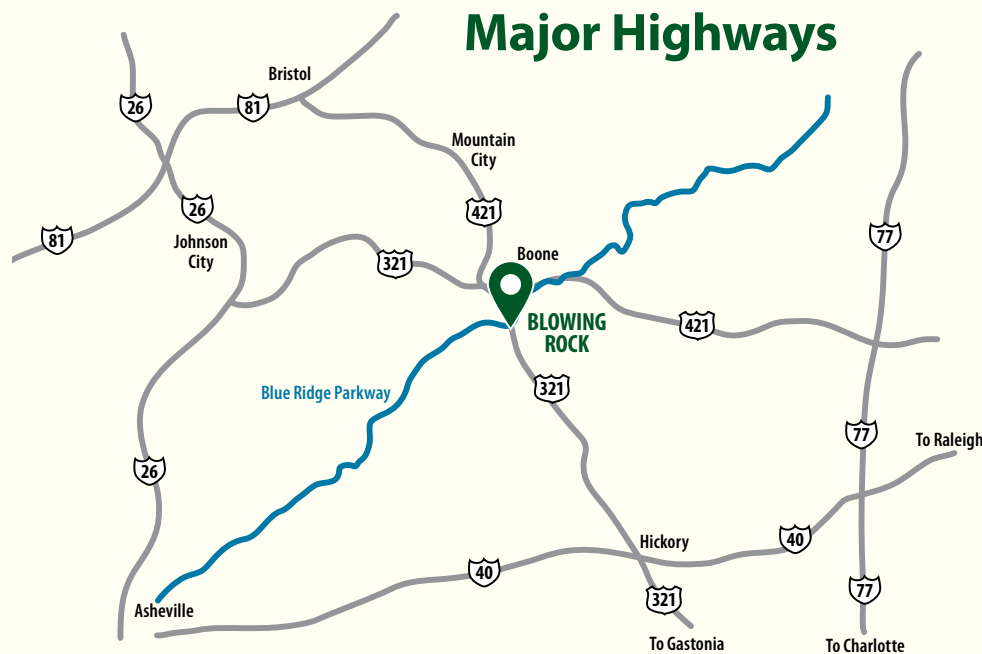 Major Highways
Bristol
26
81
Mountain
City
26
421
77
81
Johnson
City
Boone
321
BLOWING
ROCK
421
321
Blue Ridge Parkway
77
To Raleigh
26
40
Hickory
40
77
321
Asheville
To Gastonia
To Charlotte